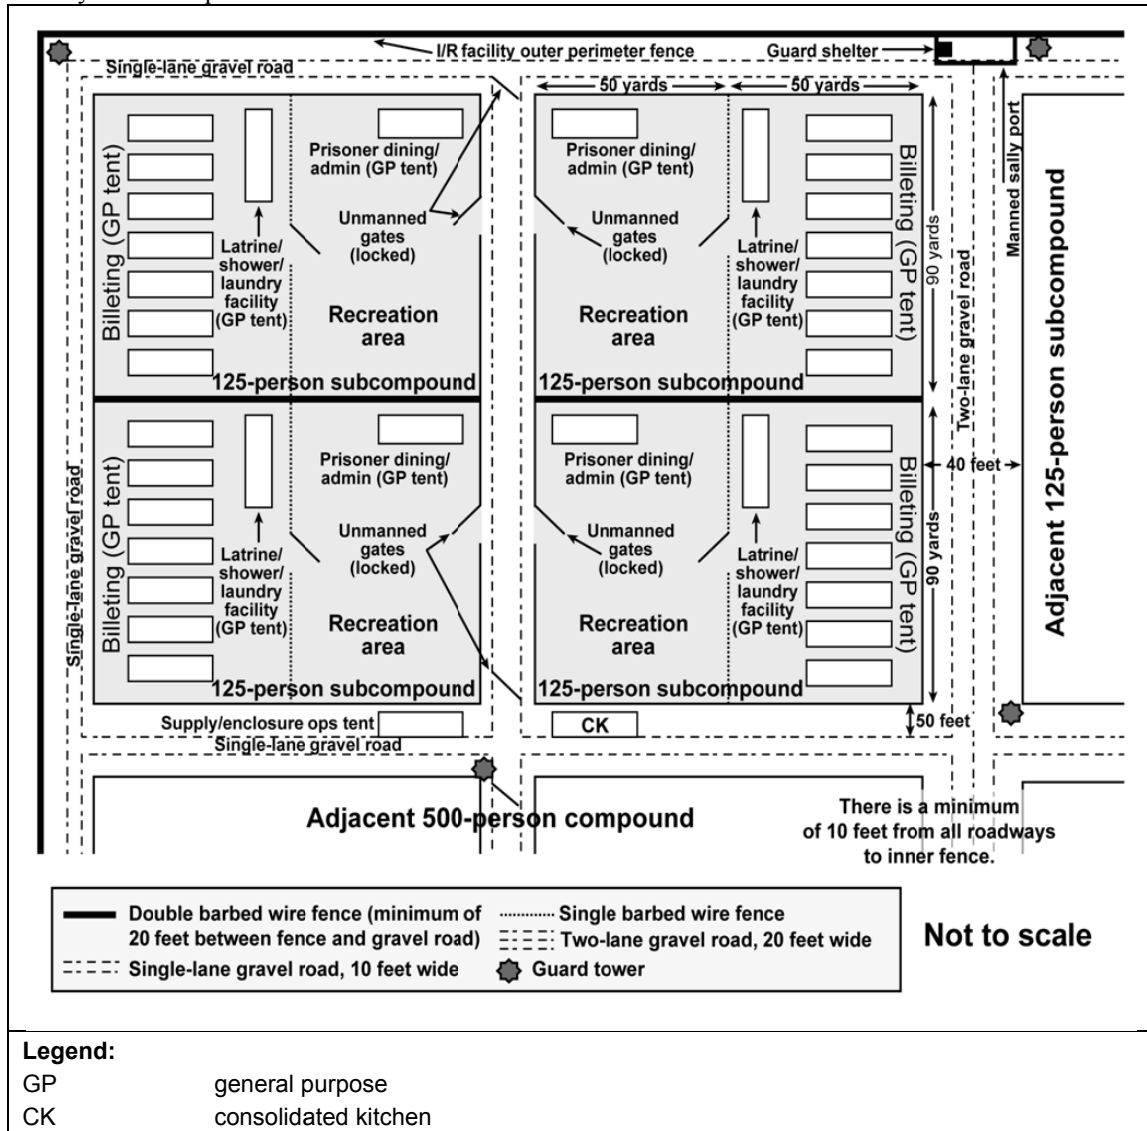 I/R facility outer perimeter fence
Guard shelter
Single-lane gravel road
50 yards
50 yards
Prisoner dining/
admin (GP tent)
Prisoner dining/
admin (GP tent)
Billeting (GP tent)
Billeting (GP tent)
Manned sally port
Unmanned
gates
(locked)
Unmanned
gates
(locked)
Latrine/
shower/
laundry
facility
(GP tent)
Latrine/
shower/
laundry
facility
(GP tent)
90 yards
Two-lane gravel road
Recreation
area
Recreation
area
125-person subcompound
125-person subcompound
Adjacent 125-person subcompound
Prisoner dining/
admin (GP tent)
Prisoner dining/
admin (GP tent)
40 feet
Single-lane gravel road
Billeting (GP tent)
Billeting (GP tent)
Unmanned
gates
(locked)
Unmanned
gates
(locked)
Latrine/
shower/
laundry
facility
(GP tent)
Latrine/
shower/
laundry
facility
(GP tent)
90 yards
Recreation
area
Recreation
area
125-person subcompound
125-person subcompound
Supply/enclosure ops tent
CK
50 feet
Single-lane gravel road
Adjacent 500-person compound
There is a minimum
of 10 feet from all roadways
to inner fence.
Double barbed wire fence (minimum of
20 feet between fence and gravel road)
Single-lane gravel road, 10 feet wide
Single barbed wire fence
Two-lane gravel road, 20 feet wide
Guard tower
Not to scale
Legend:
GP general purpose
CK consolidated kitchen